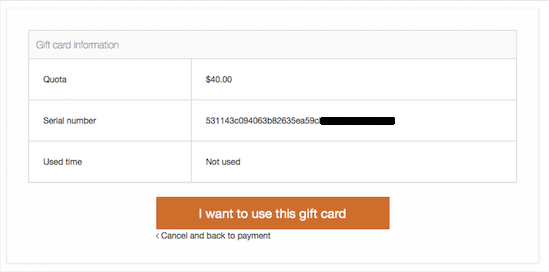 Gift card information
Quota $40.00
Serial number 531143c094063b82635ea59c
Used time Not used
I want to use this gift card
‹ Cancel and back to payment